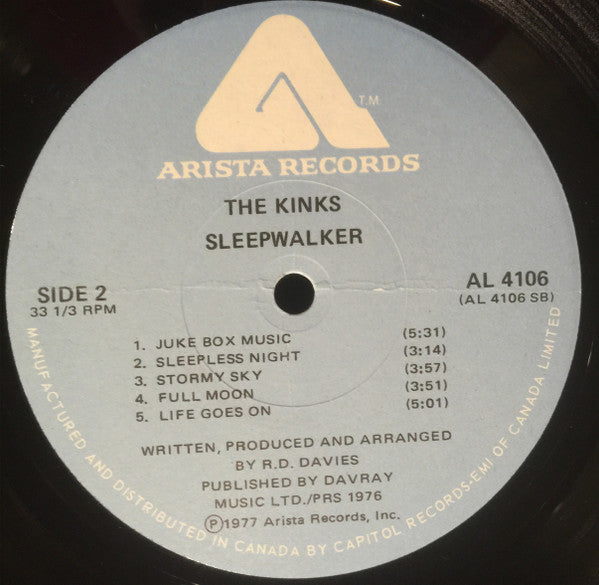 T.M.
ARISTA RECORDS
THE KINKS
SLEEPWALKER
SIDE 2
33 1/3 RPM
AL 4106
(AL 4106 SB)
1. JUKE BOX MUSIC (5:31)
2. SLEEPLESS NIGHT (3:14)
3. STORMY SKY (3:57)
4. FULL MOON (3:51)
5. LIFE GOES ON (5:01)
WRITTEN, PRODUCED AND ARRANGED
BY R.D. DAVIES
PUBLISHED BY DAVRAY
MUSIC LTD./PRS 1976
Ⓟ1977 Arista Records, Inc.
MANUFACTURED AND DISTRIBUTED IN CANADA BY CAPITOL RECORDS-EMI OF CANADA LIMITED